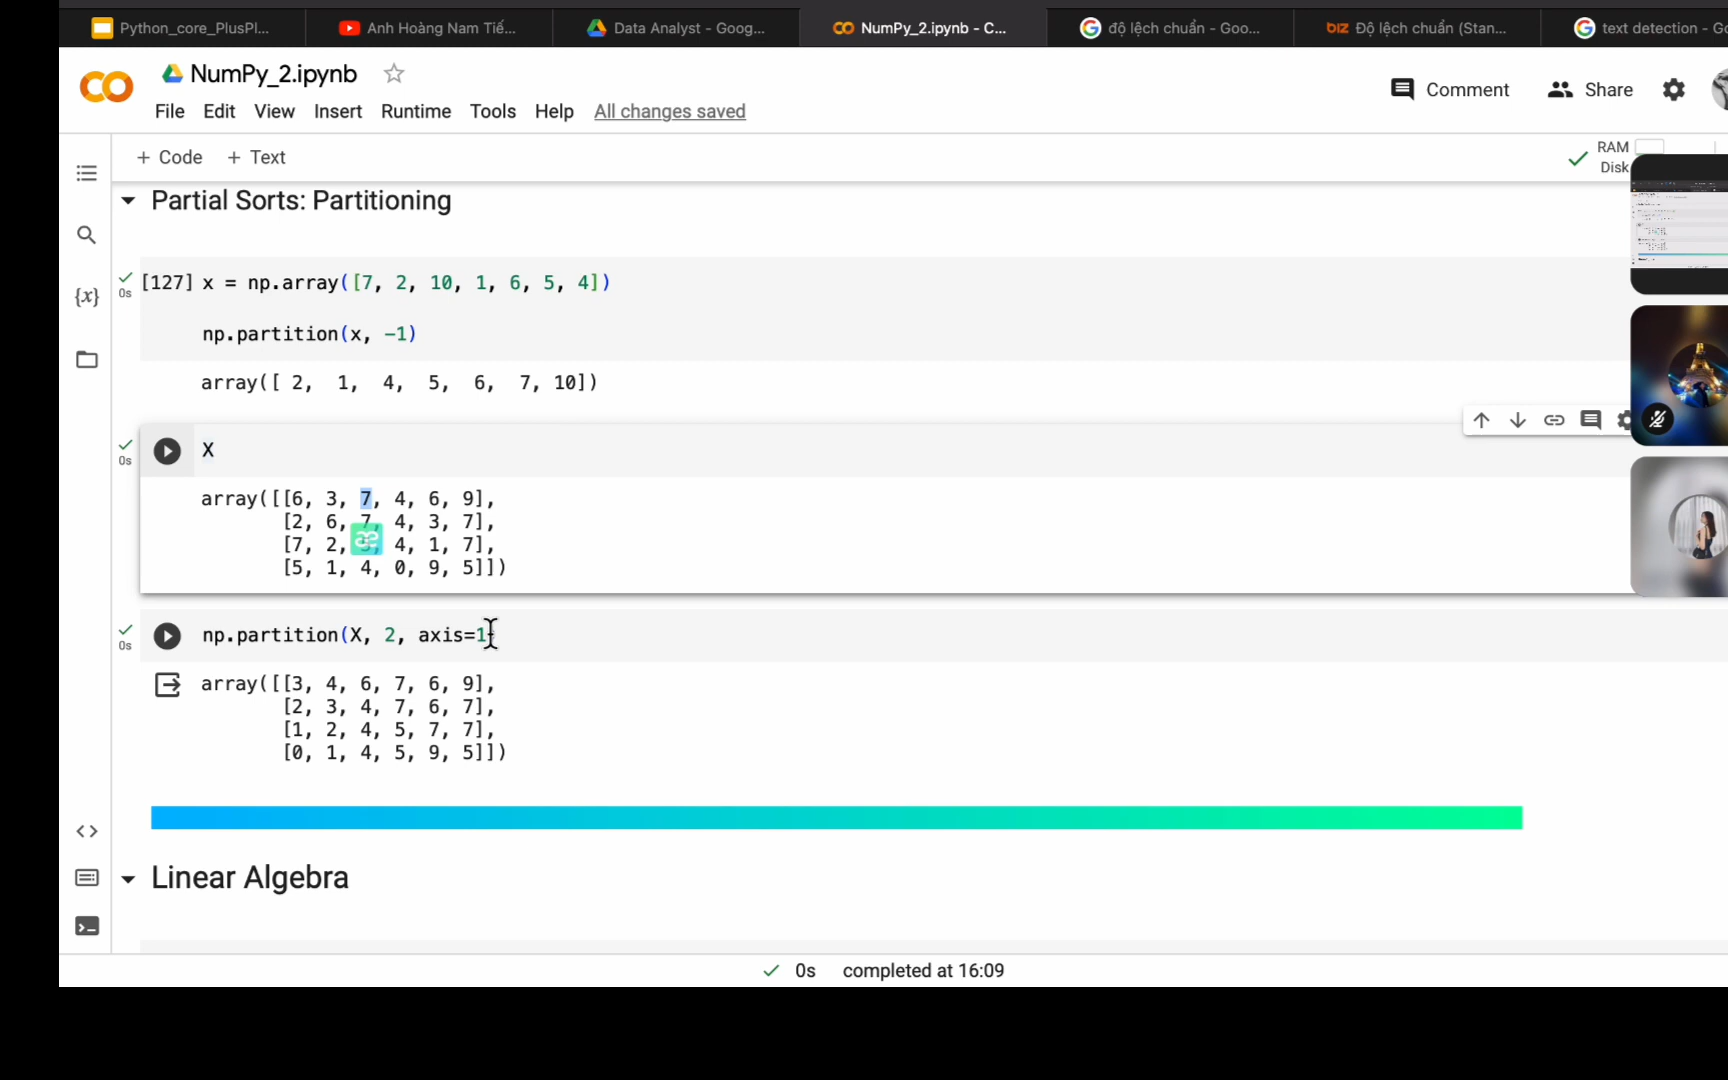 Python_core_PlusPl...
Anh Hoàng Nam Tiế...
Data Analyst - Goog...
NumPy_2.ipynb - C...
độ lệch chuẩn - Goo...
biz Độ lệch chuẩn (Stan...
text detection - Go
NumPy_2.ipynb
File Edit View Insert Runtime Tools Help All changes saved
Comment Share
+ Code + Text
RAM
Disk
Partial Sorts: Partitioning
[127] x = np.array([7, 2, 10, 1, 6, 5, 4])
0s
np.partition(x, -1)
array([ 2, 1, 4, 5, 6, 7, 10])
X
0s
array([[6, 3, 7, 4, 6, 9],
[2, 6, 7, 4, 3, 7],
[7, 2, 4, 1, 7],
[5, 1, 4, 0, 9, 5]])
np.partition(X, 2, axis=1
0s
array([[3, 4, 6, 7, 6, 9],
[2, 3, 4, 7, 6, 7],
[1, 2, 4, 5, 7, 7],
[0, 1, 4, 5, 9, 5]])
Linear Algebra
0s completed at 16:09